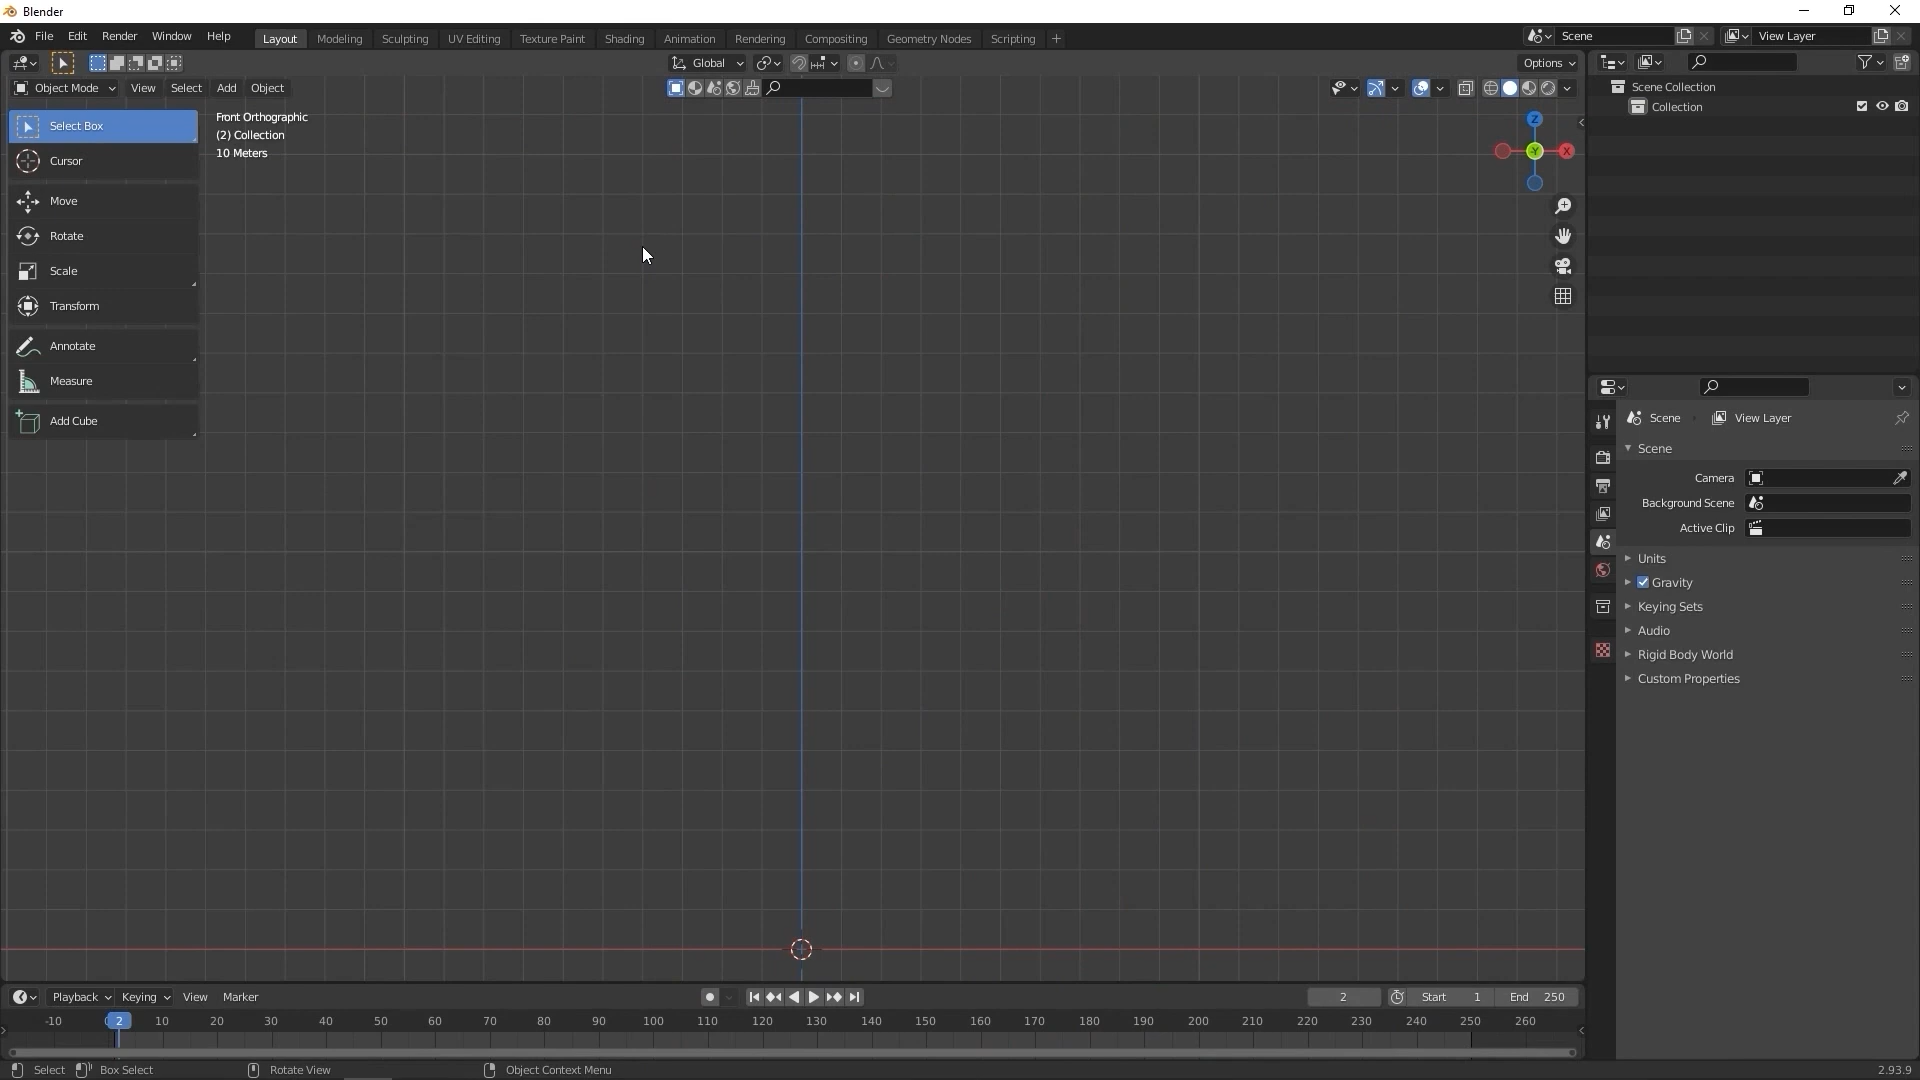 Blender
File Edit Render Window Help Layout Modeling Sculpting UV Editing Texture Paint Shading Animation Rendering Compositing Geometry Nodes Scripting + Scene View Layer
Global Options
Object Mode View Select Add Object
Select Box
Cursor
Move
Rotate
Scale
Transform
Annotate
Measure
Add Cube
Front Orthographic
(2) Collection
10 Meters
Z
Y
X
Scene Collection
Collection
Scene View Layer
Scene
Camera
Background Scene
Active Clip
Units
Gravity
Keying Sets
Audio
Rigid Body World
Custom Properties
Playback Keying View Marker 2 Start 1 End 250
-10 2 10 20 30 40 50 60 70 80 90 100 110 120 130 140 150 160 170 180 190 200 210 220 230 240 250 260
Select Box Select Rotate View Object Context Menu 2.93.9